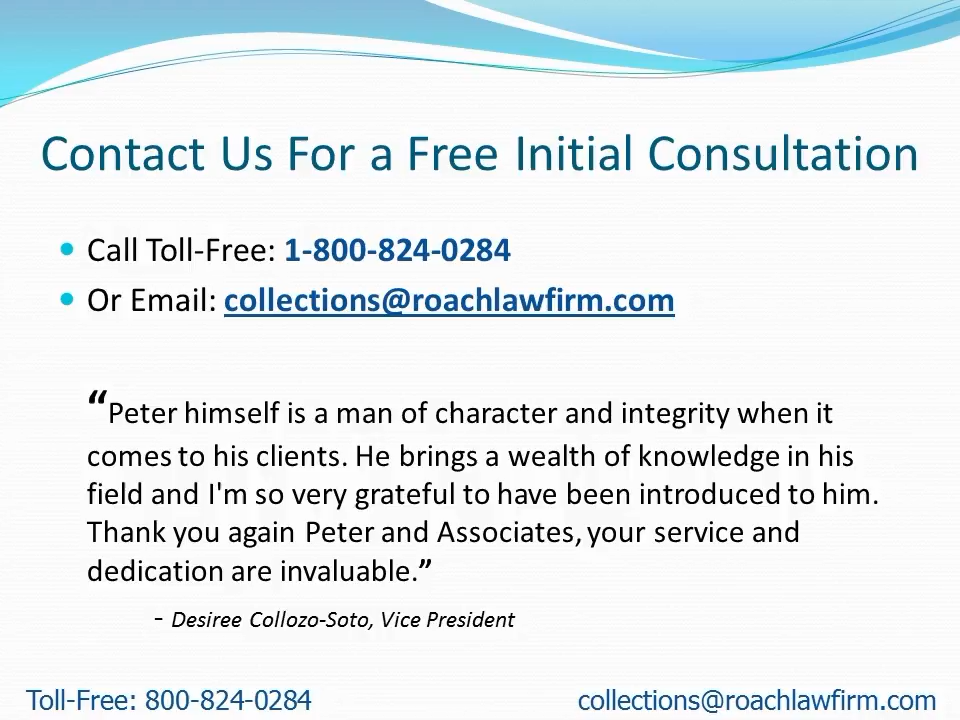 Contact Us For a Free Initial Consultation
• Call Toll-Free: 1-800-824-0284
• Or Email: collections@roachlawfirm.com
“Peter himself is a man of character and integrity when it
comes to his clients. He brings a wealth of knowledge in his
field and I'm so very grateful to have been introduced to him.
Thank you again Peter and Associates, your service and
dedication are invaluable.”
- Desiree Collozo-Soto, Vice President
Toll-Free: 800-824-0284
collections@roachlawfirm.com